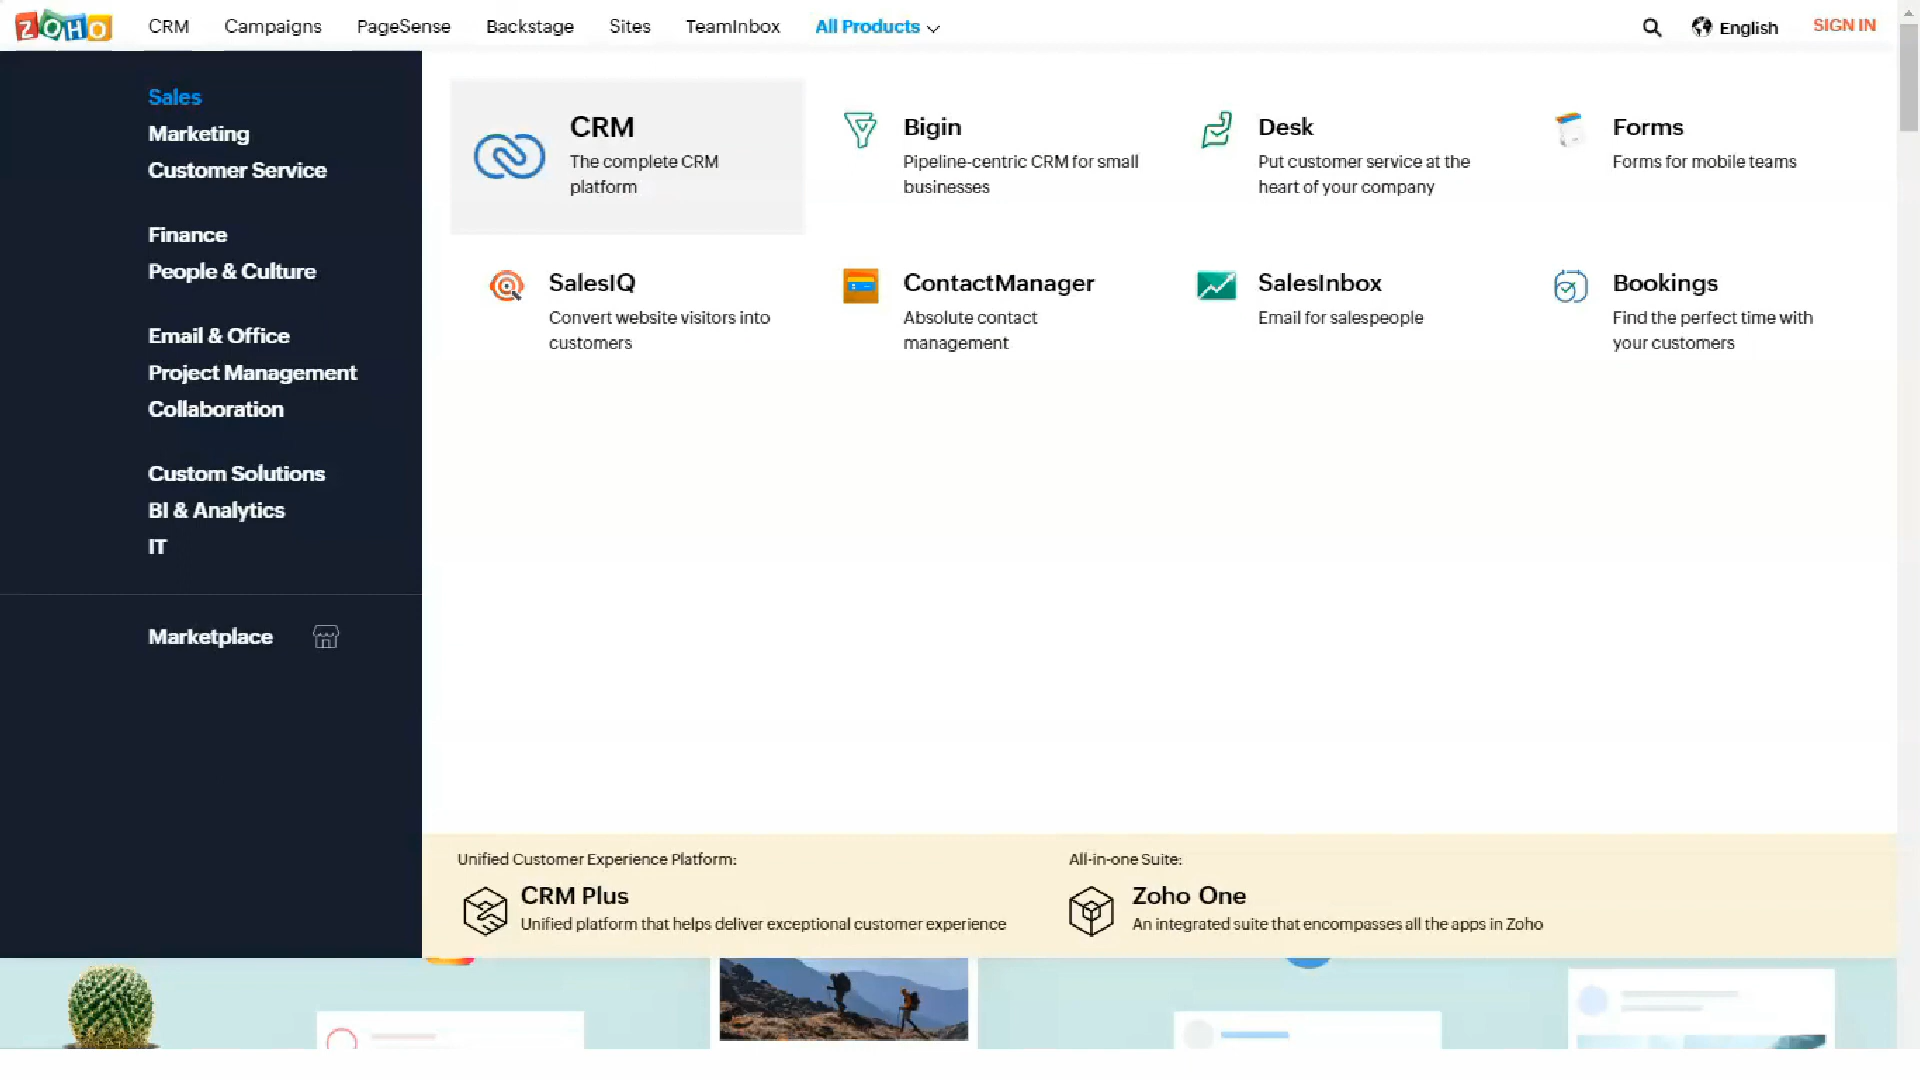 ZOHO CRM Campaigns PageSense Backstage Sites TeamInbox All Products English SIGN IN
Sales
Marketing
Customer Service
Finance
People & Culture
Email & Office
Project Management
Collaboration
Custom Solutions
BI & Analytics
IT
Marketplace
CRM
The complete CRM
platform
Bigin
Pipeline-centric CRM for small
businesses
Desk
Put customer service at the
heart of your company
Forms
Forms for mobile teams
SalesIQ
Convert website visitors into
customers
ContactManager
Absolute contact
management
SalesInbox
Email for salespeople
Bookings
Find the perfect time with
your customers
Unified Customer Experience Platform:
CRM Plus
Unified platform that helps deliver exceptional customer experience
All-in-one Suite:
Zoho One
An integrated suite that encompasses all the apps in Zoho